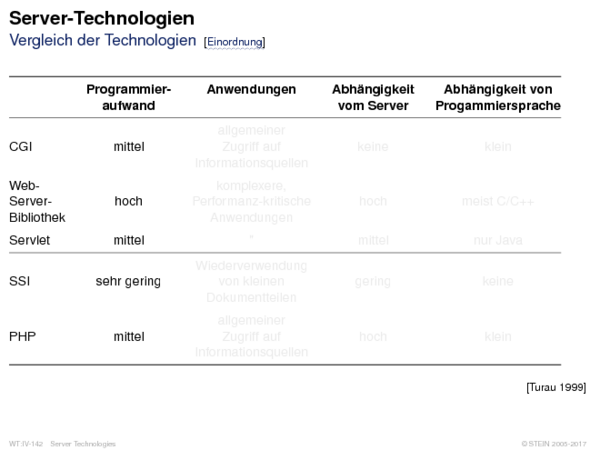 Server-Technologien
Vergleich der Technologien [Einordnung]
Programmier- Anwendungen Abhängigkeit Abhängigkeit von
aufwand vom Server Progammiersprache
allgemeiner
CGI mittel Zugriff auf keine klein
Informationsquellen
Web- komplexere,
Server- hoch Performanz-kritische hoch meist C/C++
Bibliothek Anwendungen
Servlet mittel " mittel nur Java
Wiederverwendung
SSI sehr gering von kleinen gering keine
Dokumentteilen
allgemeiner
PHP mittel Zugriff auf hoch klein
Informationsquellen
[Turau 1999]
WT:IV-142 Server Technologies © STEIN 2005-2017